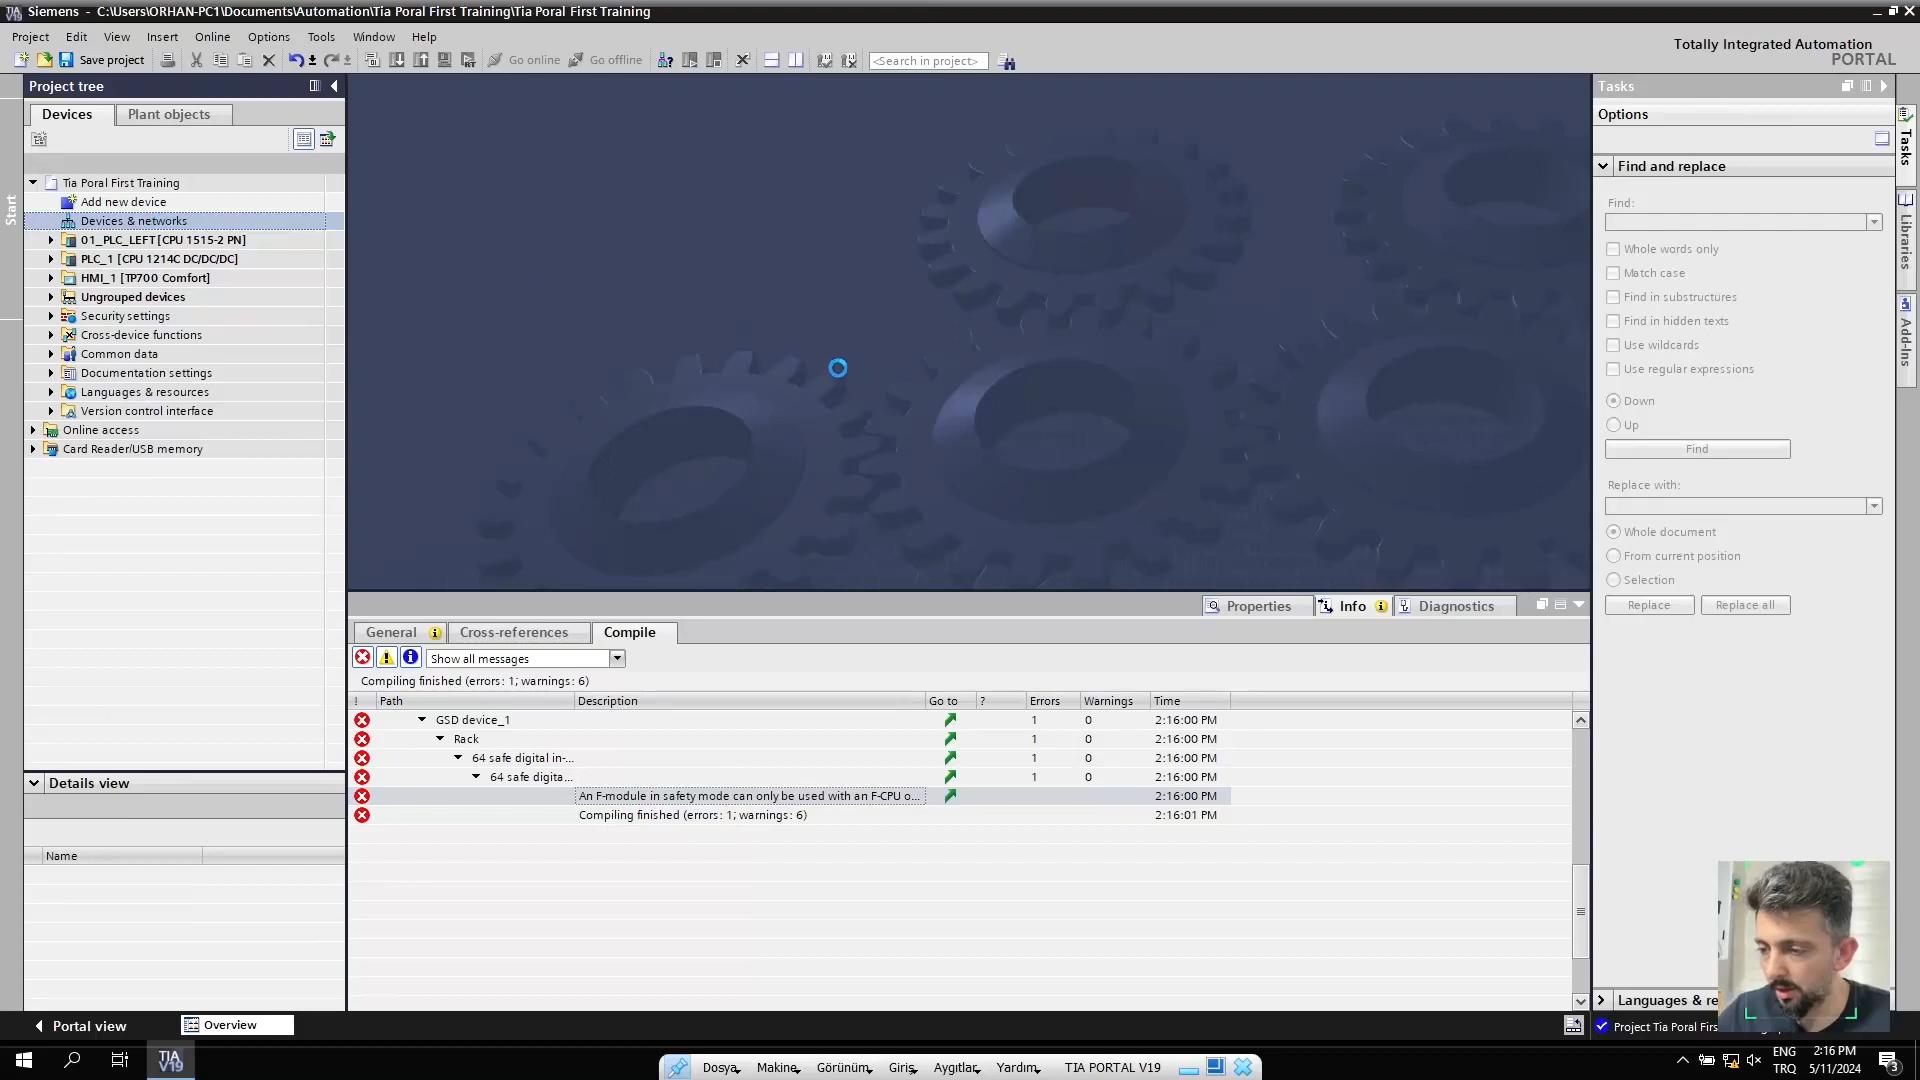 Siemens - C:\Users\ORHAN-PC1\Documents\Automation\Tia Poral First Training\Tia Poral First Training
Project Edit View Insert Online Options Tools Window Help
Totally Integrated Automation
PORTAL
Save project
Go online
Go offline
<Search in project>
Project tree
Devices
Plant objects
Start
Tia Poral First Training
Add new device
Devices & networks
01_PLC_LEFT [CPU 1515-2 PN]
PLC_1 [CPU 1214C DC/DC/DC]
HMI_1 [TP700 Comfort]
Ungrouped devices
Security settings
Cross-device functions
Common data
Documentation settings
Languages & resources
Version control interface
Online access
Card Reader/USB memory
Details view
Name
Properties
Info
Diagnostics
General
Cross-references
Compile
Show all messages
Compiling finished (errors: 1; warnings: 6)
! Path Description Go to ? Errors Warnings Time
GSD device_1 1 0 2:16:00 PM
Rack 1 0 2:16:00 PM
64 safe digital in-... 1 0 2:16:00 PM
64 safe digita... 1 0 2:16:00 PM
An F-module in safety mode can only be used with an F-CPU o... 2:16:00 PM
Compiling finished (errors: 1; warnings: 6) 2:16:01 PM
Tasks
Options
Find and replace
Find:
Whole words only
Match case
Find in substructures
Find in hidden texts
Use wildcards
Use regular expressions
Down
Up
Find
Replace with:
Whole document
From current position
Selection
Replace
Replace all
Languages & re
Tasks
Libraries
Add-Ins
Portal view
Overview
Project Tia Poral Firs
TIA
V19
Dosya Makine Görünüm Giriş Aygıtlar Yardım TIA PORTAL V19
ENG
TRQ
2:16 PM
5/11/2024
3